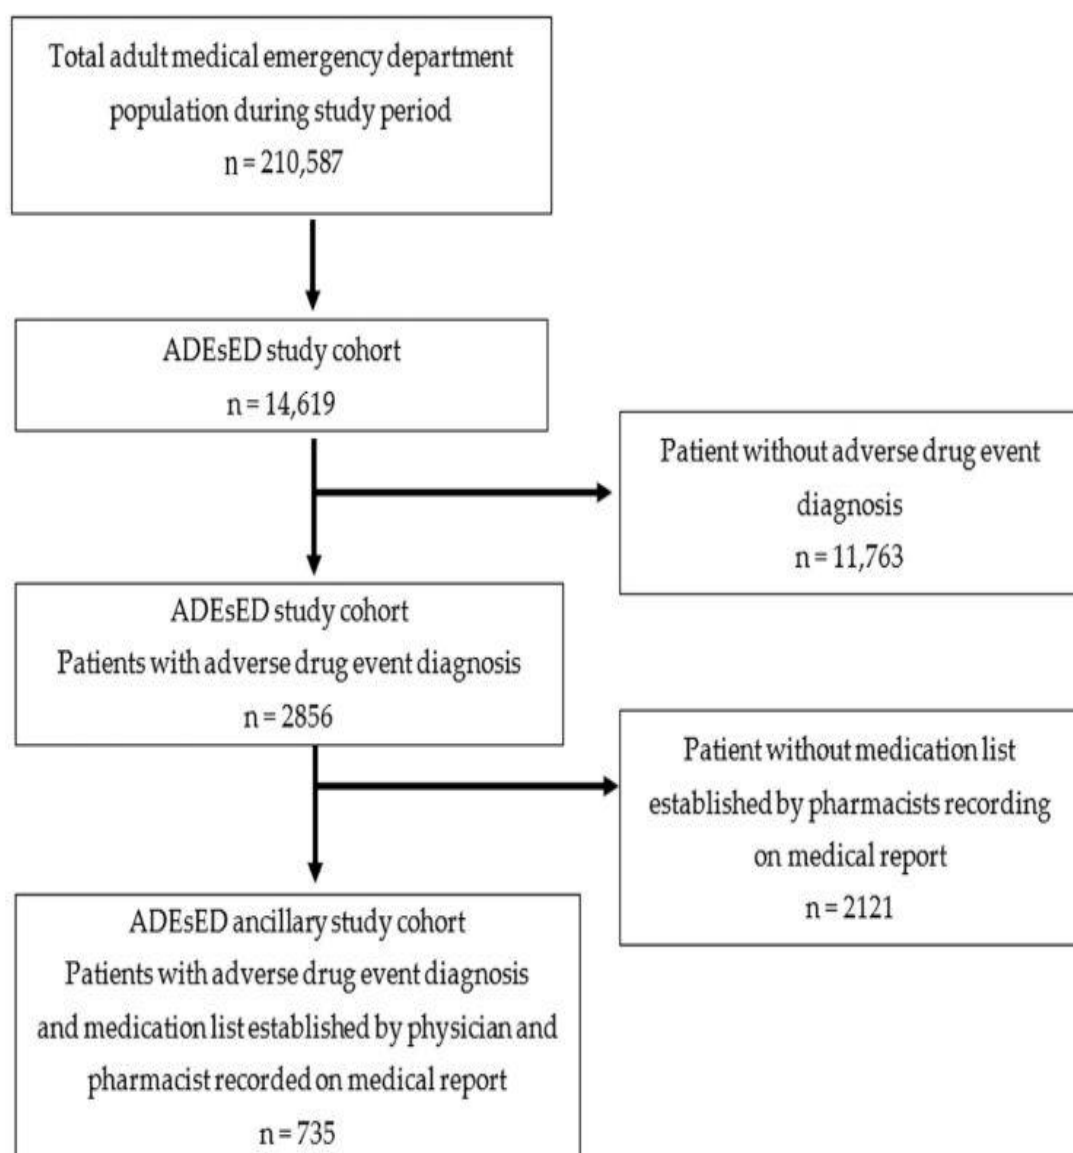 Total adult medical emergency department
population during study period
n = 210,587
ADEsED study cohort
n = 14,619
Patient without adverse drug event
diagnosis
n = 11,763
ADEsED study cohort
Patients with adverse drug event diagnosis
n = 2856
Patient without medication list
established by pharmacists recording
on medical report
n = 2121
ADEsED ancillary study cohort
Patients with adverse drug event diagnosis
and medication list established by physician and
pharmacist recorded on medical report
n = 735